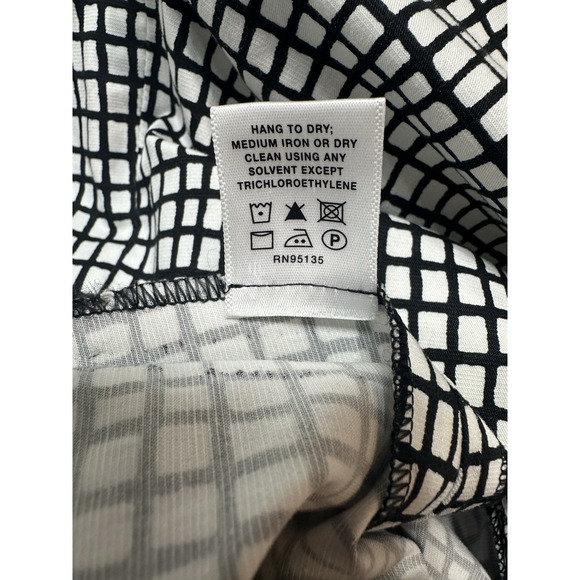 HANG TO DRY;
MEDIUM IRON OR DRY
CLEAN USING ANY
SOLVENT EXCEPT
TRICHLOROETHYLENE
P
RN95135